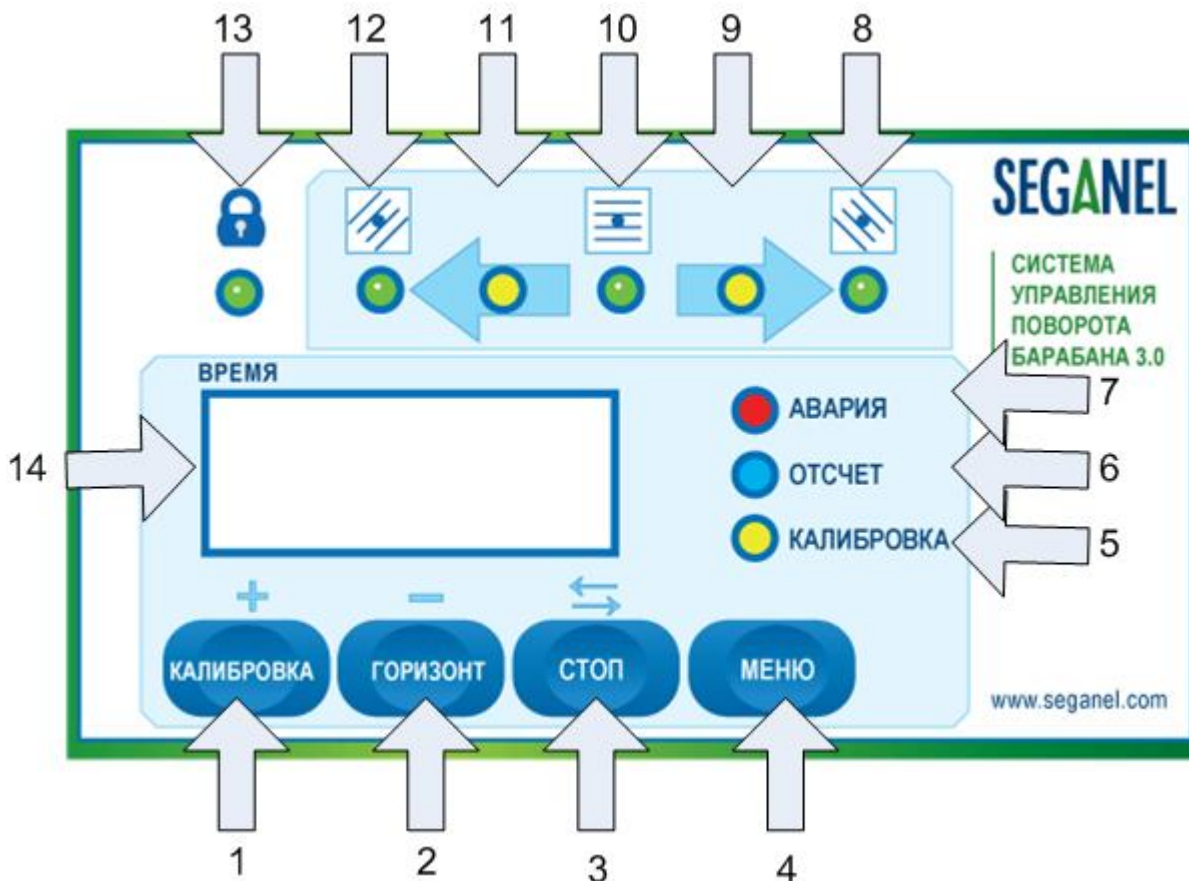 13 12 11 10 9 8
SEGANEL
СИСТЕМА
УПРАВЛЕНИЯ
ПОВОРОТА
БАРАБАНА 3.0
ВРЕМЯ
АВАРИЯ
7
14
ОТСЧЕТ
6
КАЛИБРОВКА
5
+ −
КАЛИБРОВКА ГОРИЗОНТ СТОП МЕНЮ
www.seganel.com
1 2 3 4